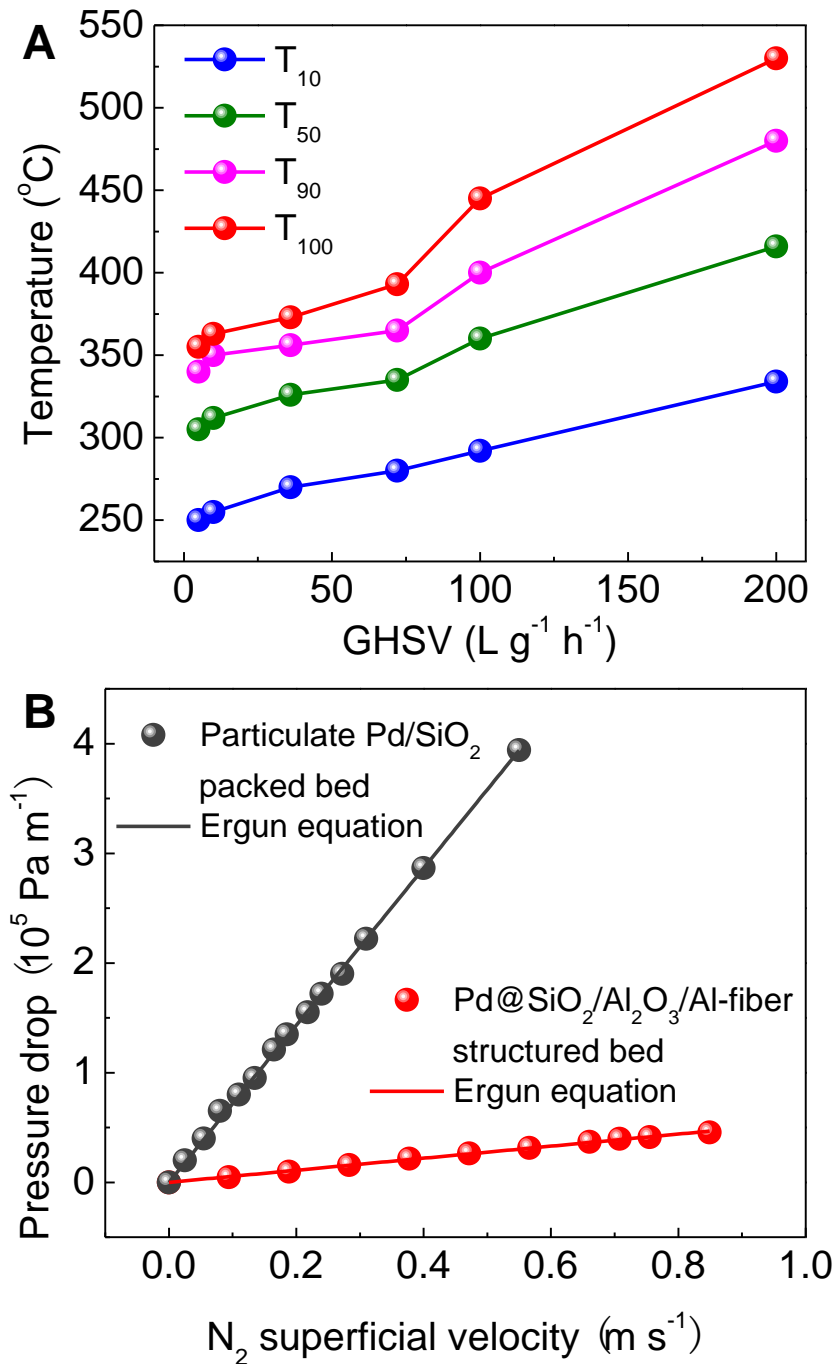 A
T10
T50
T90
T100
550
500
450
400
350
300
250
Temperature (oC)
0
50
100
150
200
GHSV (L g-1 h-1)
B
Particulate Pd/SiO2
packed bed
Ergun equation
Pd@SiO2/Al2O3/Al-fiber
structured bed
Ergun equation
4
3
2
1
0
Pressure drop (10^5 Pa m-1)
0.0
0.2
0.4
0.6
0.8
1.0
N2 superficial velocity (m s-1)